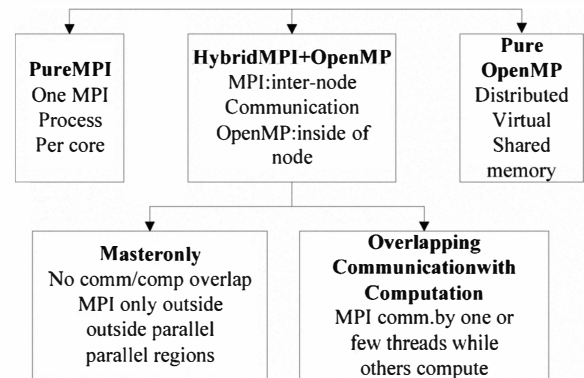 PureMPI
One MPI
Process
Per core
HybridMPI+OpenMP
MPI:inter-node
Communication
OpenMP:inside of
node
Pure
OpenMP
Distributed
Virtual
Shared
memory
Masteronly
No comm/comp overlap
MPI only outside
outside parallel
parallel regions
Overlapping
Communicationwith
Computation
MPI comm.by one or
few threads while
others compute